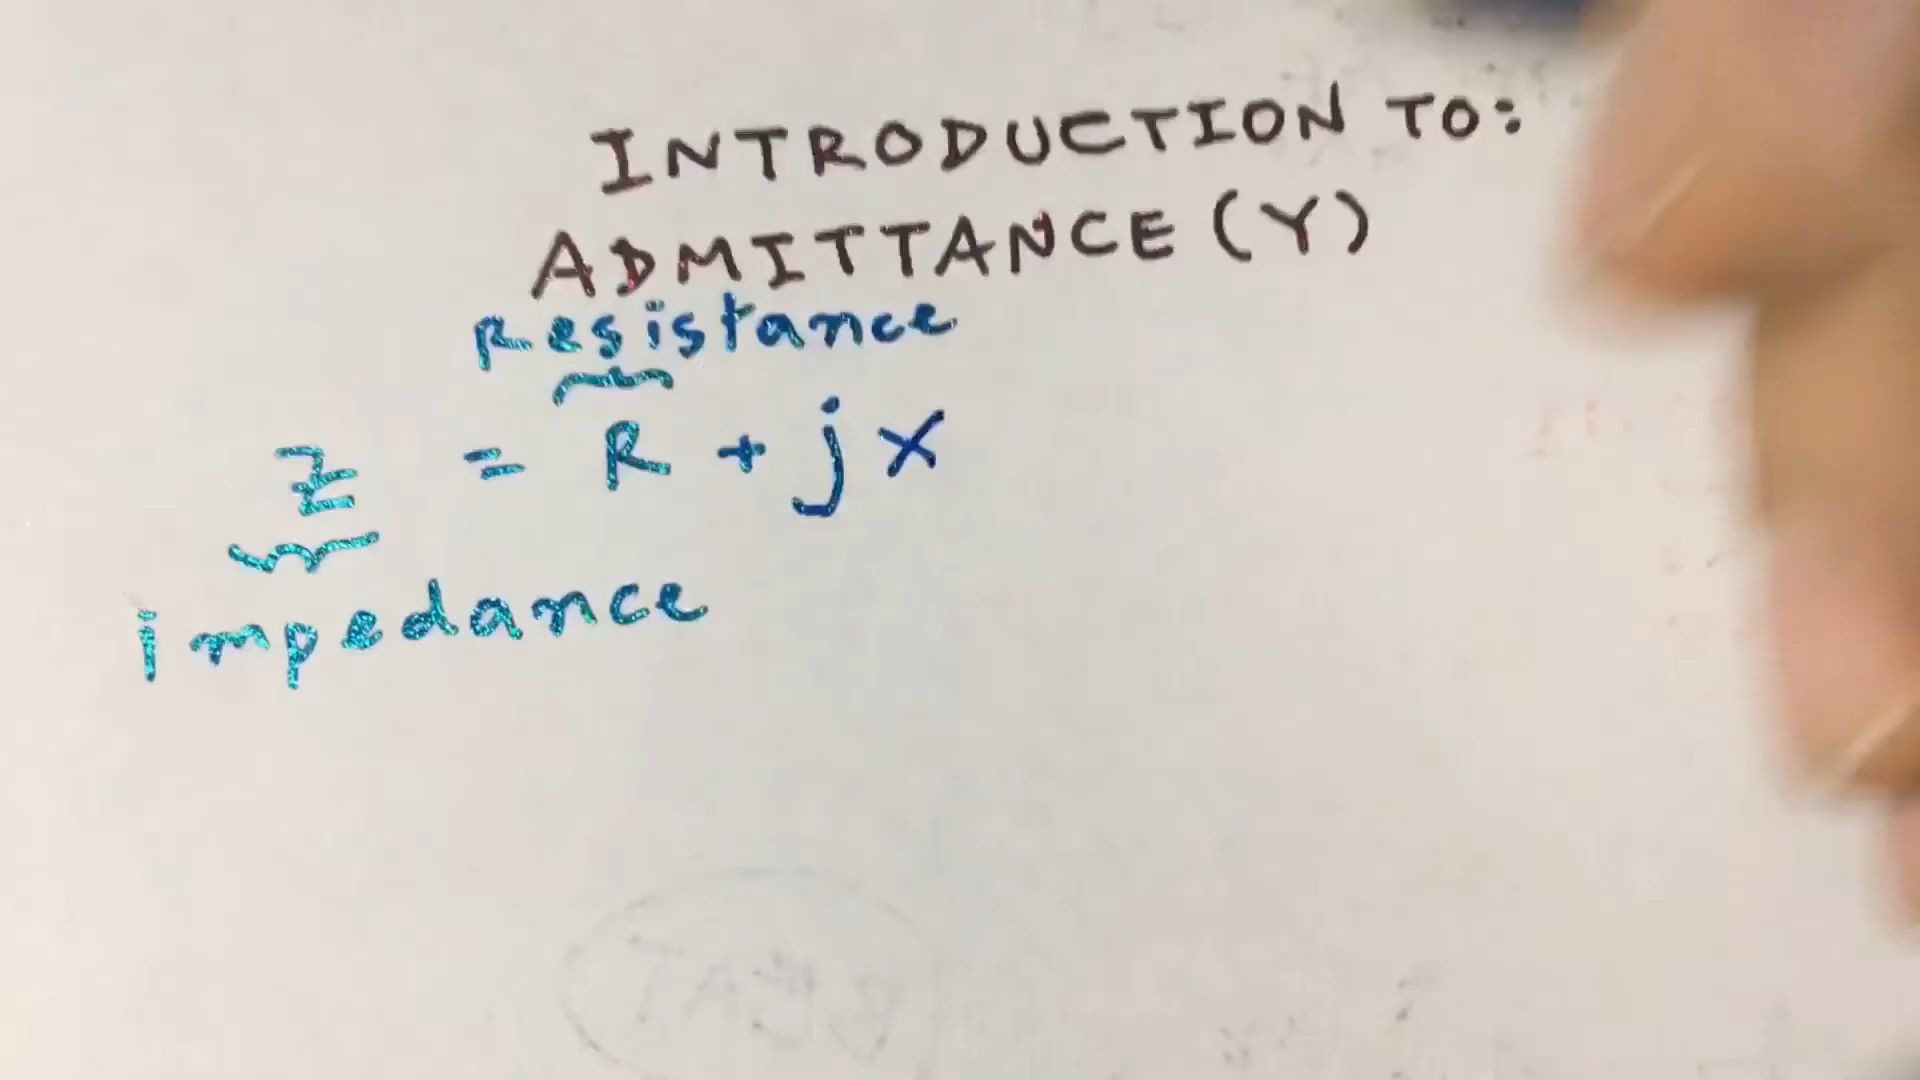 INTRODUCTION TO:
ADMITTANCE (Y)
Resistance
Z = R + jx
impedance